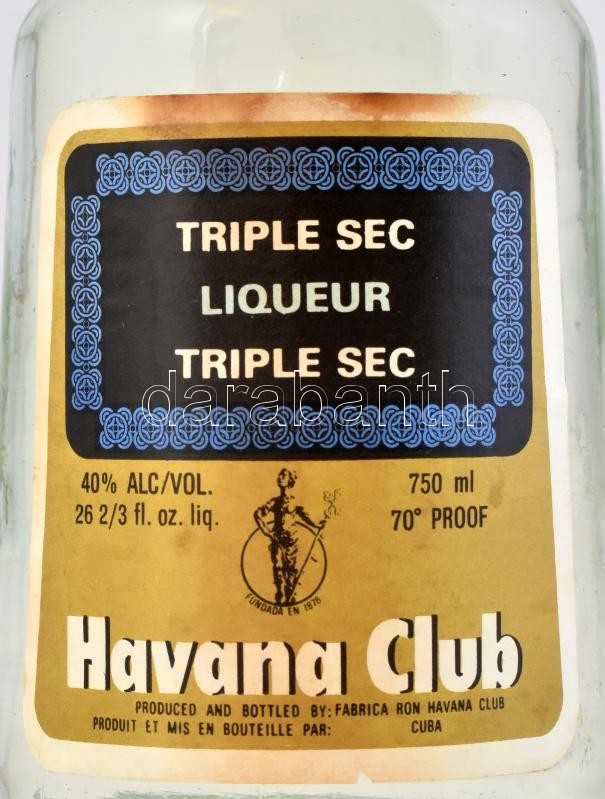 TRIPLE SEC
LIQUEUR
TRIPLE SEC
darabanth
40% ALC/VOL. 750 ml
26 2/3 fl. oz. liq. 70° PROOF
FUNDADA EN 1878
Havana Club
PRODUCED AND BOTTLED BY: FABRICA RON HAVANA CLUB
PRODUIT ET MIS EN BOUTEILLE PAR: CUBA